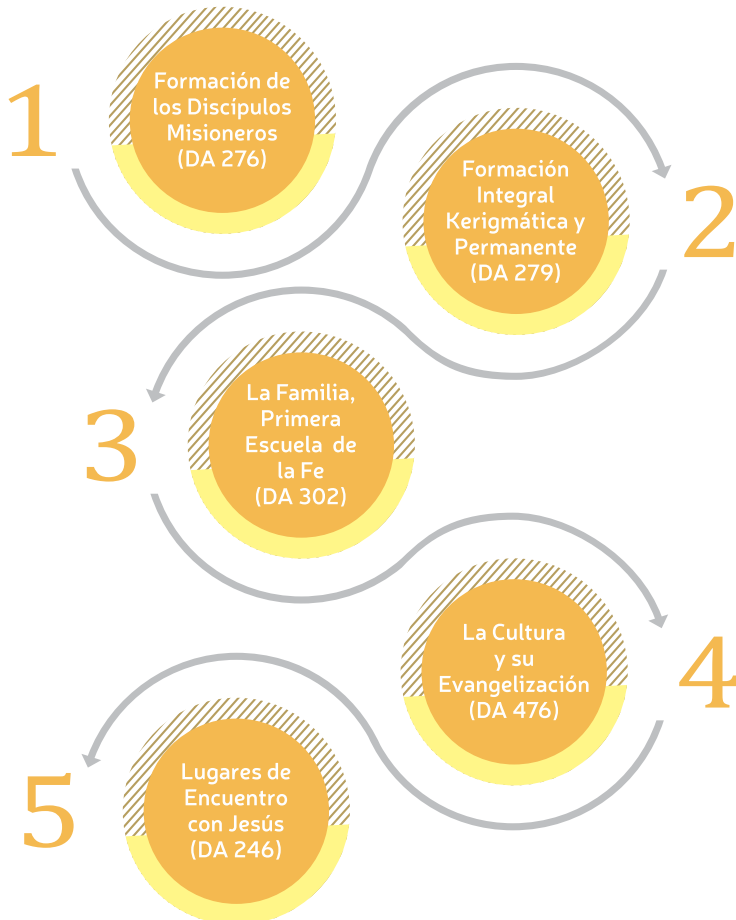 1
Formación de
los Discípulos
Misioneros
(DA 276)
2
Formación
Integral
Kerigmática y
Permanente
(DA 279)
3
La Familia,
Primera
Escuela de
la Fe
(DA 302)
4
La Cultura
y su
Evangelización
(DA 476)
5
Lugares de
Encuentro
con Jesús
(DA 246)